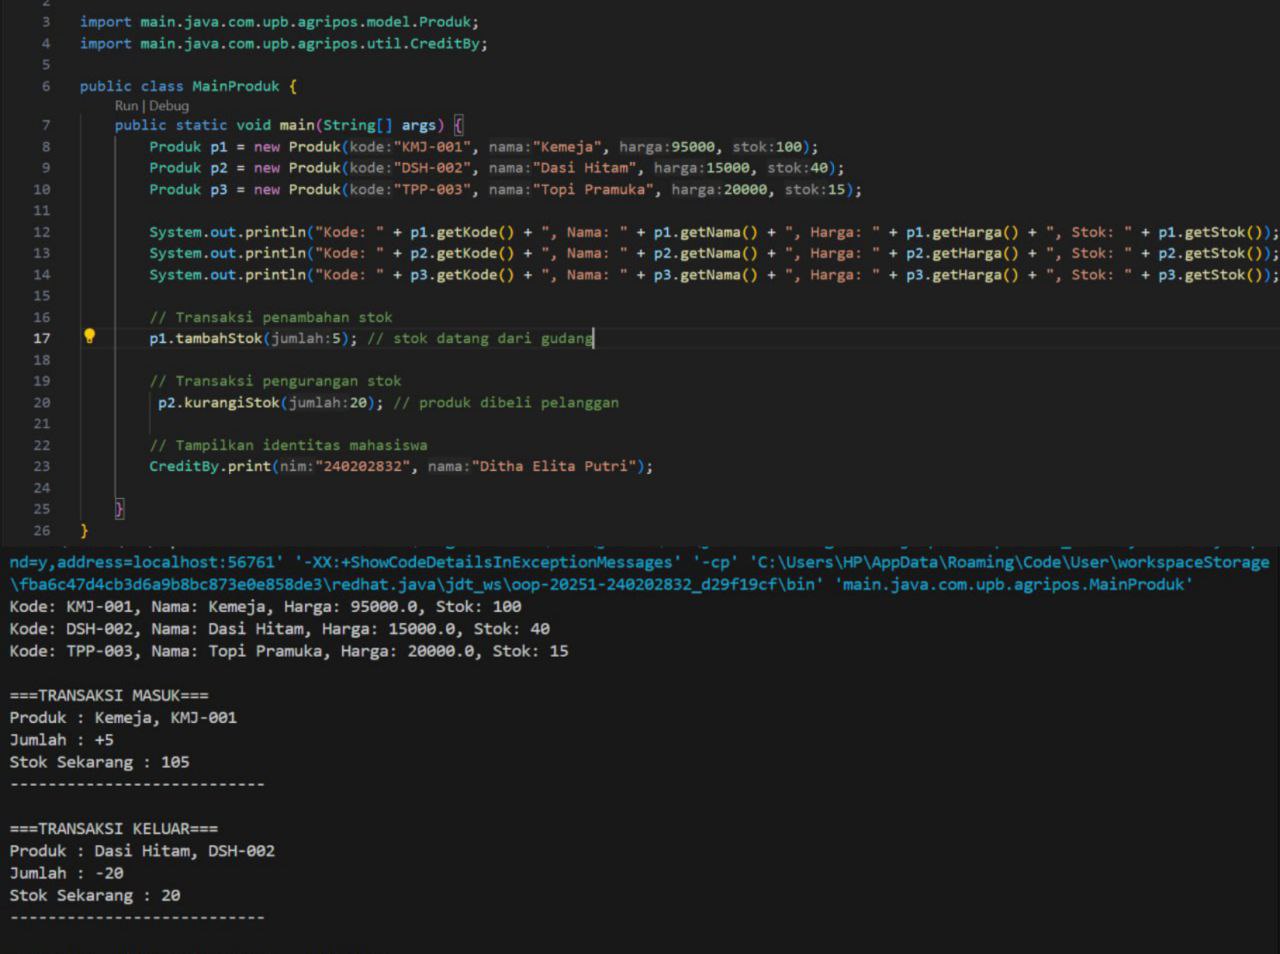 2
3 import main.java.com.upb.agripos.model.Produk;
4 import main.java.com.upb.agripos.util.CreditBy;
5
6 public class MainProduk {
Run | Debug
7 public static void main(String[] args) {
8 Produk p1 = new Produk(kode:"KMJ-001", nama:"Kemeja", harga:95000, stok:100);
9 Produk p2 = new Produk(kode:"DSH-002", nama:"Dasi Hitam", harga:15000, stok:40);
10 Produk p3 = new Produk(kode:"TPP-003", nama:"Topi Pramuka", harga:20000, stok:15);
11
12 System.out.println("Kode: " + p1.getKode() + ", Nama: " + p1.getNama() + ", Harga: " + p1.getHarga() + ", Stok: " + p1.getStok());
13 System.out.println("Kode: " + p2.getKode() + ", Nama: " + p2.getNama() + ", Harga: " + p2.getHarga() + ", Stok: " + p2.getStok());
14 System.out.println("Kode: " + p3.getKode() + ", Nama: " + p3.getNama() + ", Harga: " + p3.getHarga() + ", Stok: " + p3.getStok());
15
16 // Transaksi penambahan stok
17 p1.tambahStok(jumlah:5); // stok datang dari gudang
18
19 // Transaksi pengurangan stok
20 p2.kurangiStok(jumlah:20); // produk dibeli pelanggan
21
22 // Tampilkan identitas mahasiswa
23 CreditBy.print(nim:"240202832", nama:"Ditha Elita Putri");
24
25 }
26 }
nd=y,address=localhost:56761' '-XX:+ShowCodeDetailsInExceptionMessages' '-cp' 'C:\Users\HP\AppData\Roaming\Code\User\workspaceStorage
\fba6c47d4cb3d6a9b8bc873e0e858de3\redhat.java\jdt_ws\oop-20251-240202832_d29f19cf\bin' 'main.java.com.upb.agripos.MainProduk'
Kode: KMJ-001, Nama: Kemeja, Harga: 95000.0, Stok: 100
Kode: DSH-002, Nama: Dasi Hitam, Harga: 15000.0, Stok: 40
Kode: TPP-003, Nama: Topi Pramuka, Harga: 20000.0, Stok: 15
===TRANSAKSI MASUK===
Produk : Kemeja, KMJ-001
Jumlah : +5
Stok Sekarang : 105
---------------------------
===TRANSAKSI KELUAR===
Produk : Dasi Hitam, DSH-002
Jumlah : -20
Stok Sekarang : 20
---------------------------